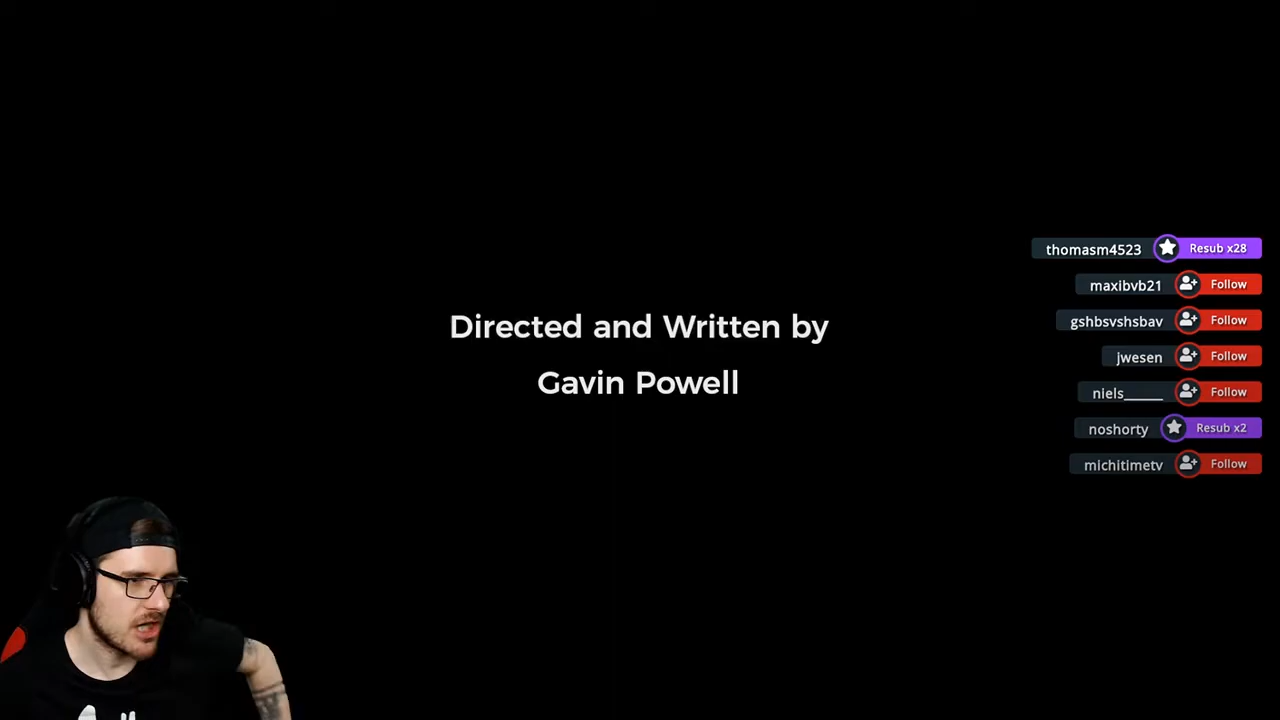 Directed and Written by
Gavin Powell
thomasm4523 Resub x28
maxibvb21 Follow
gshbsvshsbav Follow
jwesen Follow
niels______ Follow
noshorty Resub x2
michitimetv Follow